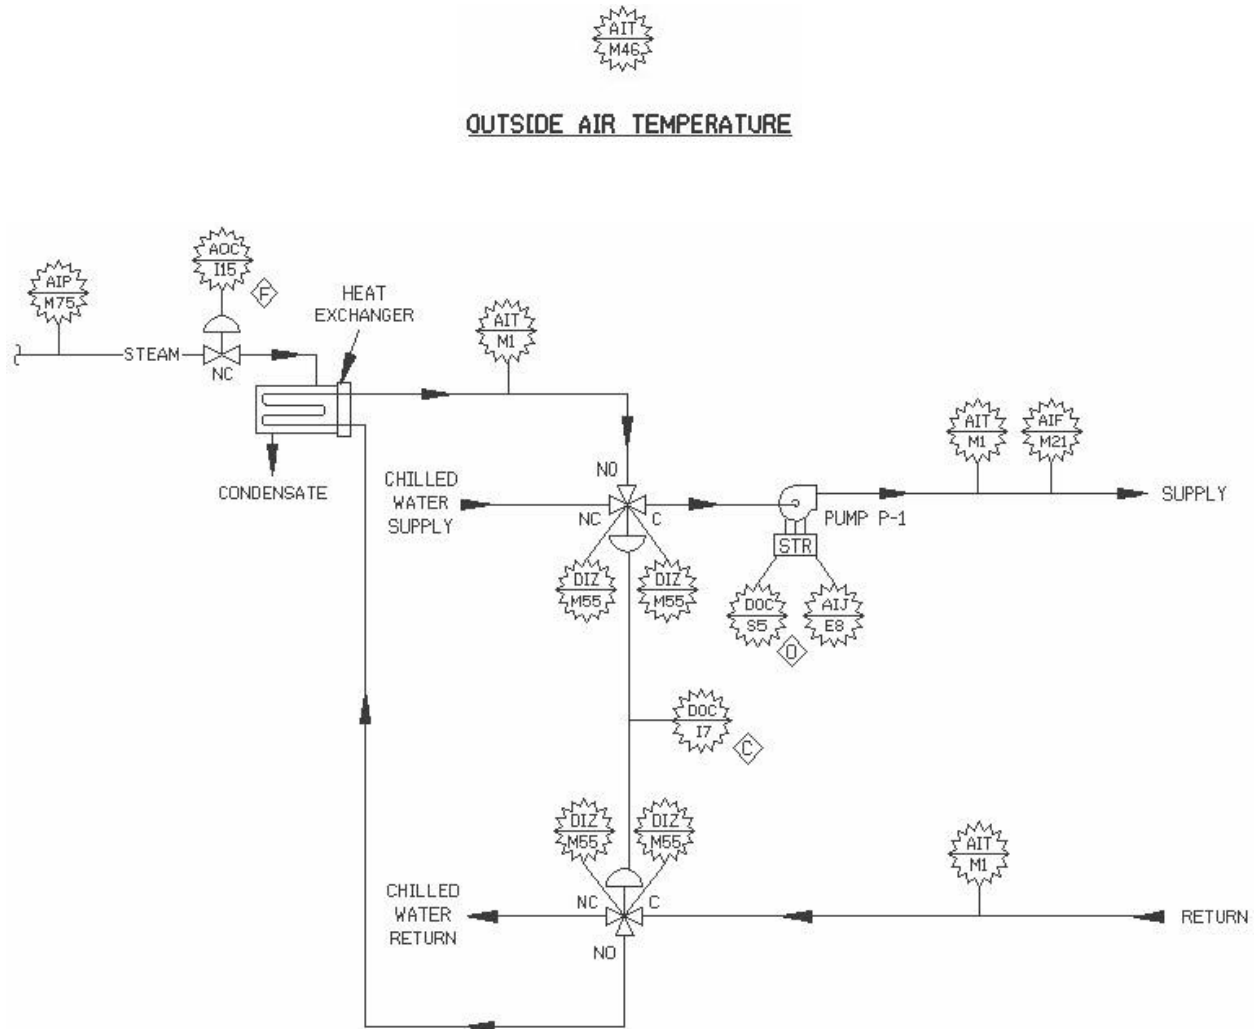 AIT
M46
OUTSIDE AIR TEMPERATURE
AOC
I15
F
AIP
M75
STEAM
NC
HEAT
EXCHANGER
AIT
M1
CONDENSATE
NO
CHILLED
WATER
SUPPLY
NC
C
DIZ
M55
DIZ
M55
PUMP P-1
STR
DOC
S5
AIJ
E8
O
AIT
M1
AIF
M21
SUPPLY
DOC
I7
C
DIZ
M55
DIZ
M55
CHILLED
WATER
RETURN
NC
C
NO
AIT
M1
RETURN